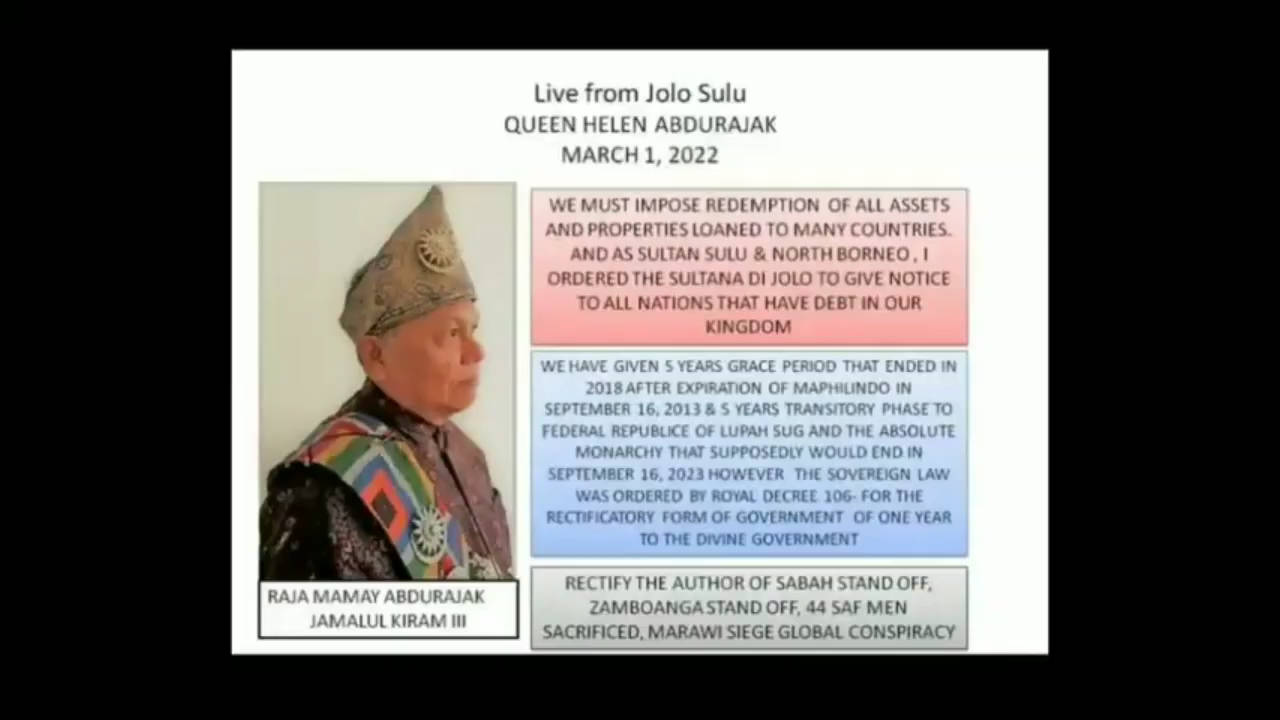 Live from Jolo Sulu
QUEEN HELEN ABDURAJAK
MARCH 1, 2022
WE MUST IMPOSE REDEMPTION OF ALL ASSETS
AND PROPERTIES LOANED TO MANY COUNTRIES.
AND AS SULTAN SULU & NORTH BORNEO , I
ORDERED THE SULTANA DI JOLO TO GIVE NOTICE
TO ALL NATIONS THAT HAVE DEBT IN OUR
KINGDOM
WE HAVE GIVEN 5 YEARS GRACE PERIOD THAT ENDED IN
2018 AFTER EXPIRATION OF MAPHILINDO IN
SEPTEMBER 16, 2013 & 5 YEARS TRANSITORY PHASE TO
FEDERAL REPUBLICE OF LUPAH SUG AND THE ABSOLUTE
MONARCHY THAT SUPPOSEDLY WOULD END IN
SEPTEMBER 16, 2023 HOWEVER THE SOVEREIGN LAW
WAS ORDERED BY ROYAL DECREE 106- FOR THE
RECTIFICATORY FORM OF GOVERNMENT OF ONE YEAR
TO THE DIVINE GOVERNMENT
RECTIFY THE AUTHOR OF SABAH STAND OFF,
ZAMBOANGA STAND OFF, 44 SAF MEN
SACRIFICED, MARAWI SIEGE GLOBAL CONSPIRACY
RAJA MAMAY ABDURAJAK
JAMALUL KIRAM III